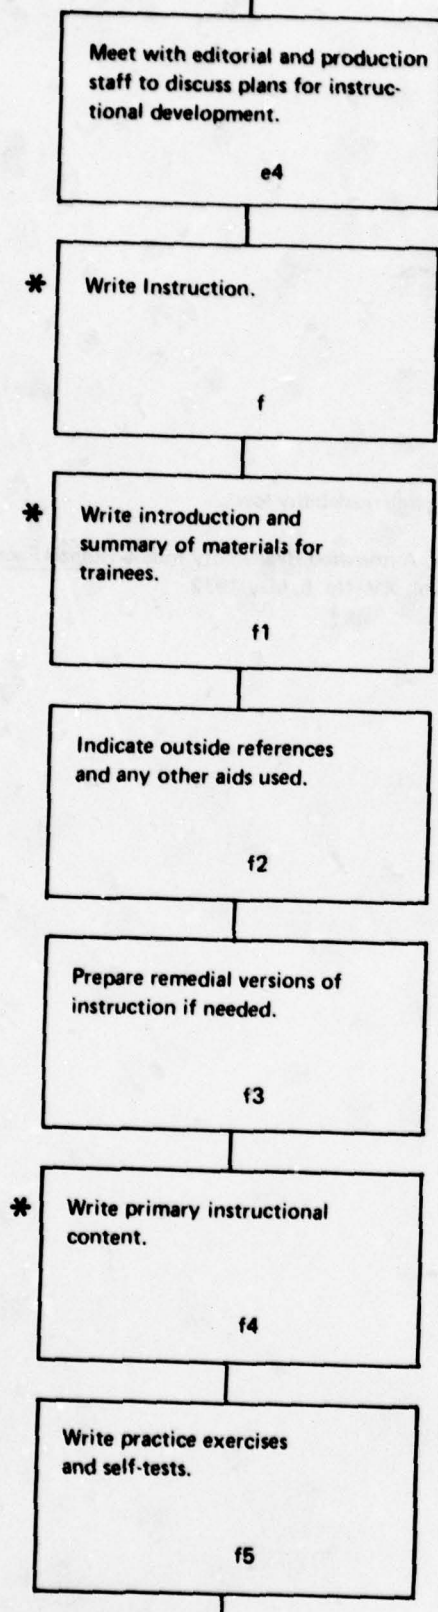 Meet with editorial and production
staff to discuss plans for instruc-
tional development.
e4
* Write Instruction.
f
* Write introduction and
summary of materials for
trainees.
f1
Indicate outside references
and any other aids used.
f2
Prepare remedial versions of
instruction if needed.
f3
* Write primary instructional
content.
f4
Write practice exercises
and self-tests.
f5